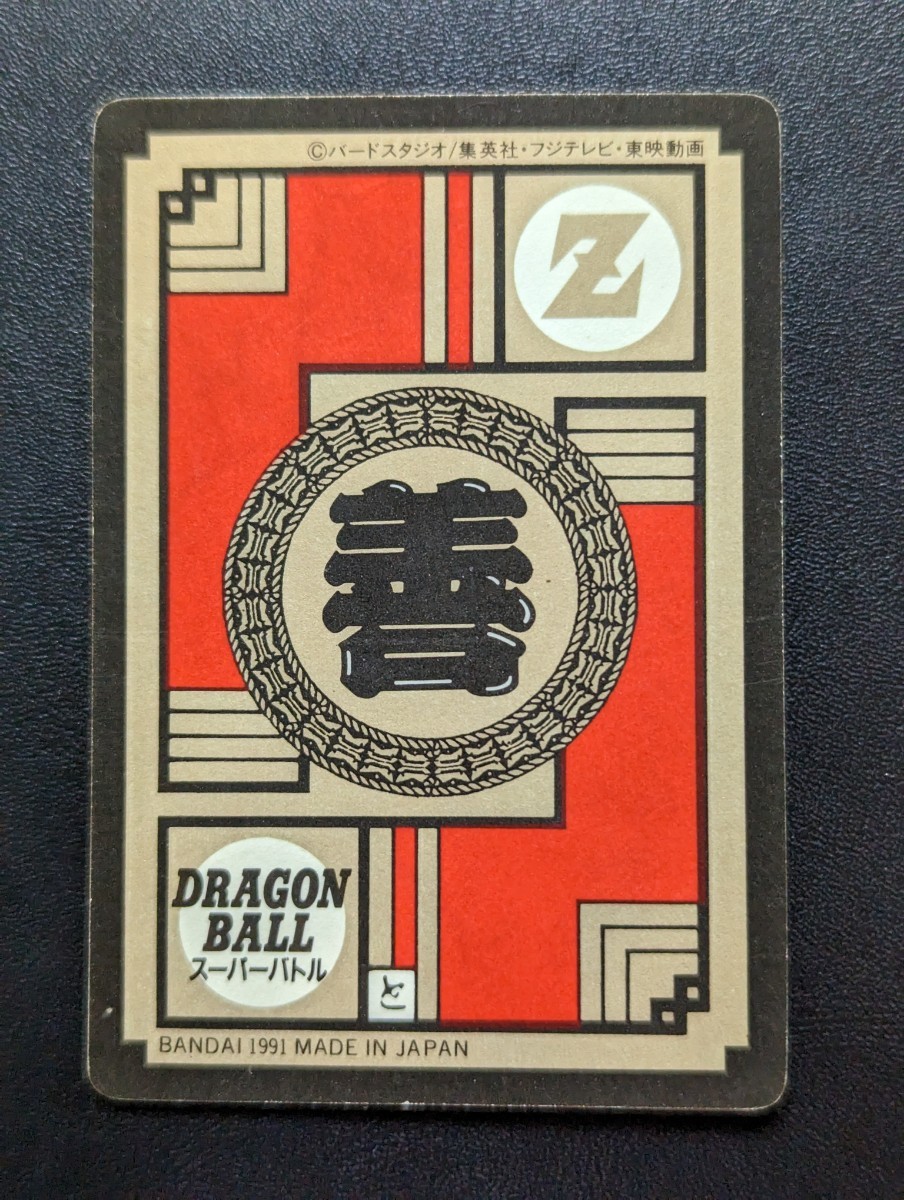 ©バードスタジオ/集英社・フジテレビ・東映動画
Z
善
DRAGON
BALL
スーパーバトル
と
BANDAI 1991 MADE IN JAPAN